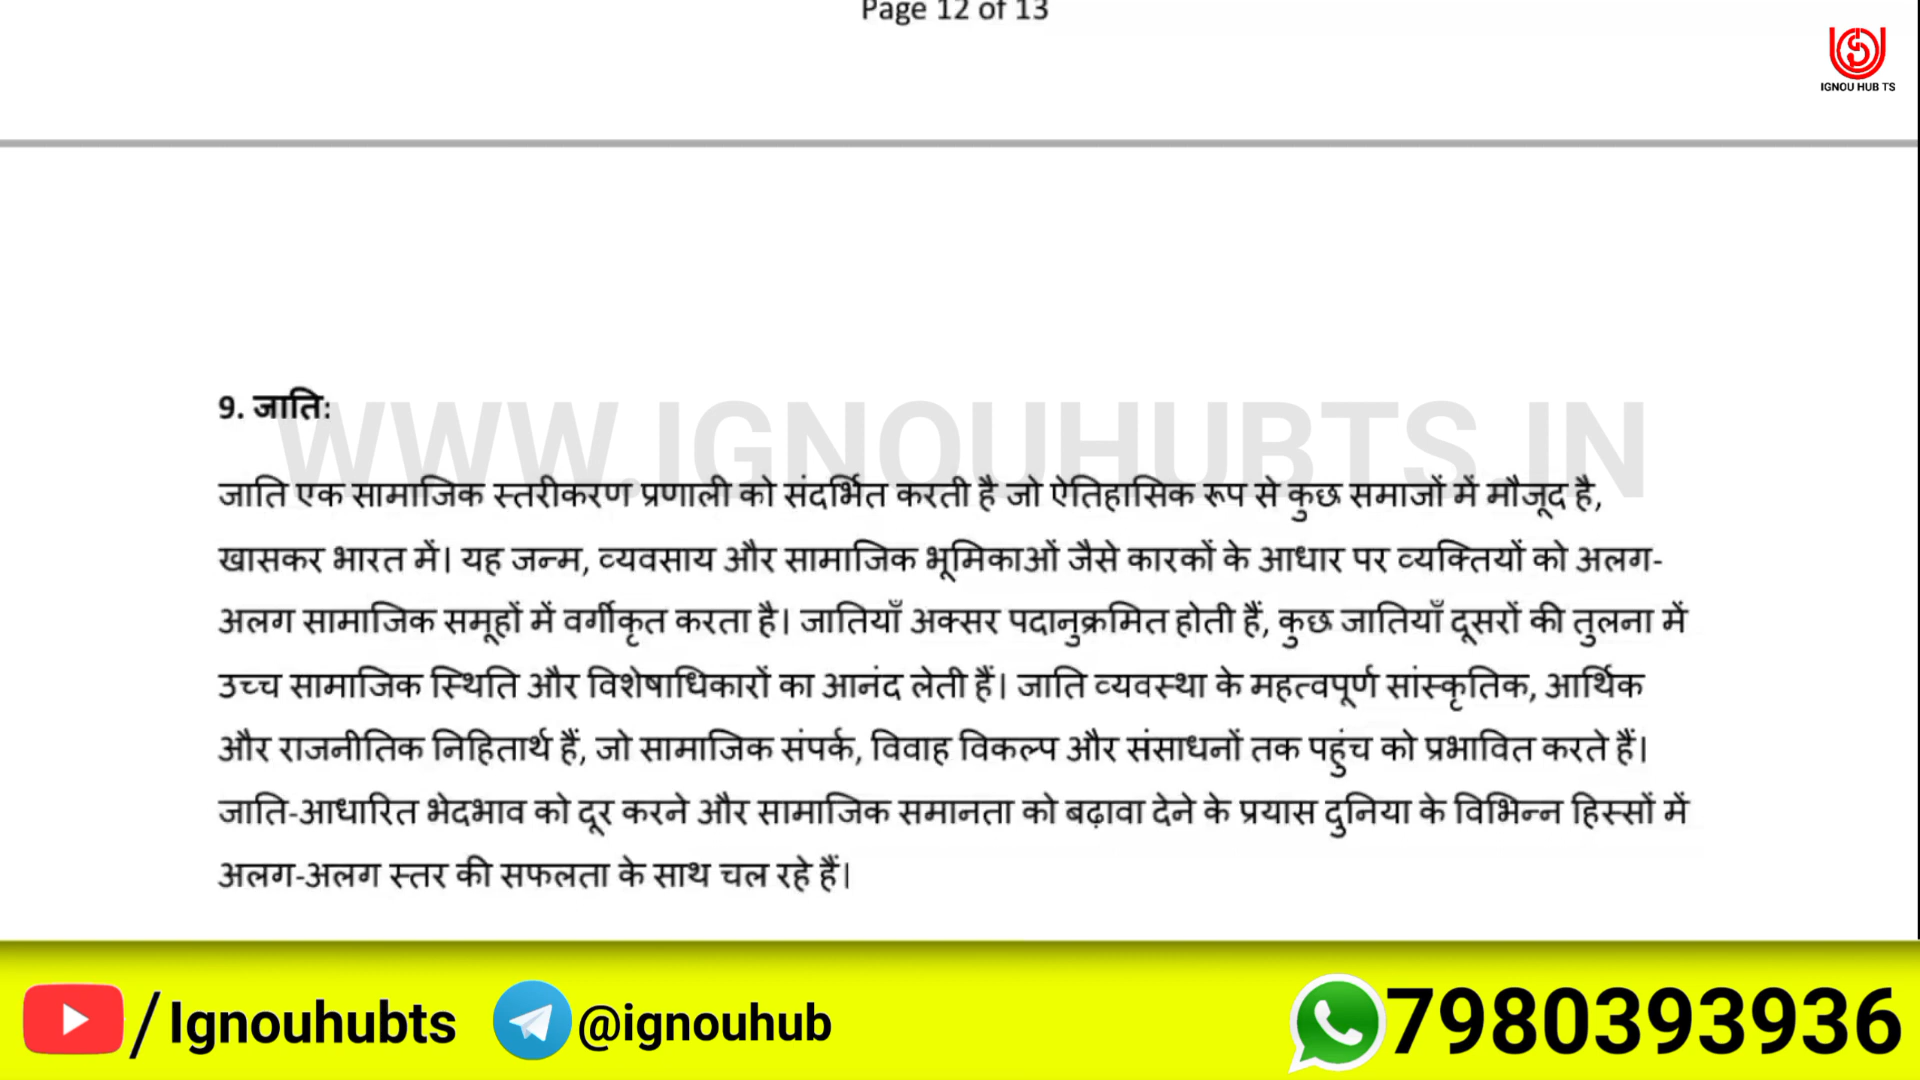 Page 12 of 13
IGNOU HUB TS
WWW.IGNOUHUBTS.IN
9. जाति:
जाति एक सामाजिक स्तरीकरण प्रणाली को संदर्भित करती है जो ऐतिहासिक रूप से कुछ समाजों में मौजूद है,
खासकर भारत में। यह जन्म, व्यवसाय और सामाजिक भूमिकाओं जैसे कारकों के आधार पर व्यक्तियों को अलग-
अलग सामाजिक समूहों में वर्गीकृत करता है। जातियाँ अक्सर पदानुक्रमित होती हैं, कुछ जातियाँ दूसरों की तुलना में
उच्च सामाजिक स्थिति और विशेषाधिकारों का आनंद लेती हैं। जाति व्यवस्था के महत्वपूर्ण सांस्कृतिक, आर्थिक
और राजनीतिक निहितार्थ हैं, जो सामाजिक संपर्क, विवाह विकल्प और संसाधनों तक पहुंच को प्रभावित करते हैं।
जाति-आधारित भेदभाव को दूर करने और सामाजिक समानता को बढ़ावा देने के प्रयास दुनिया के विभिन्न हिस्सों में
अलग-अलग स्तर की सफलता के साथ चल रहे हैं।
/Ignouhubts @ignouhub 7980393936